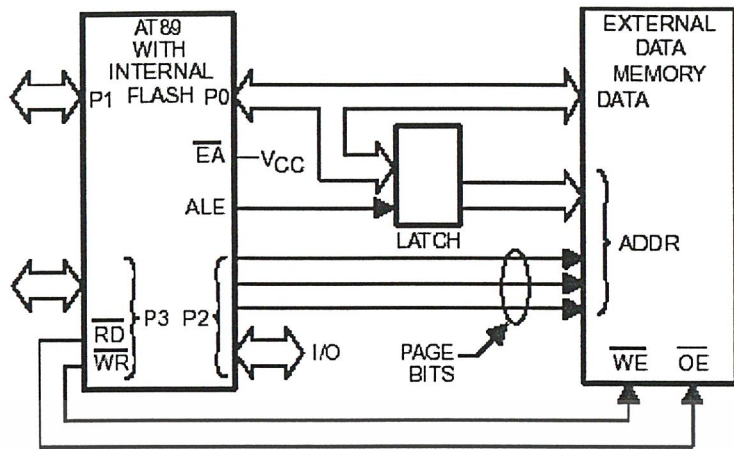 AT89
WITH
INTERNAL
FLASH
P1
P0
EA
VCC
ALE
LATCH
EXTERNAL
DATA
MEMORY
DATA
ADDR
P3
P2
RD
WR
I/O
PAGE
BITS
WE
OE